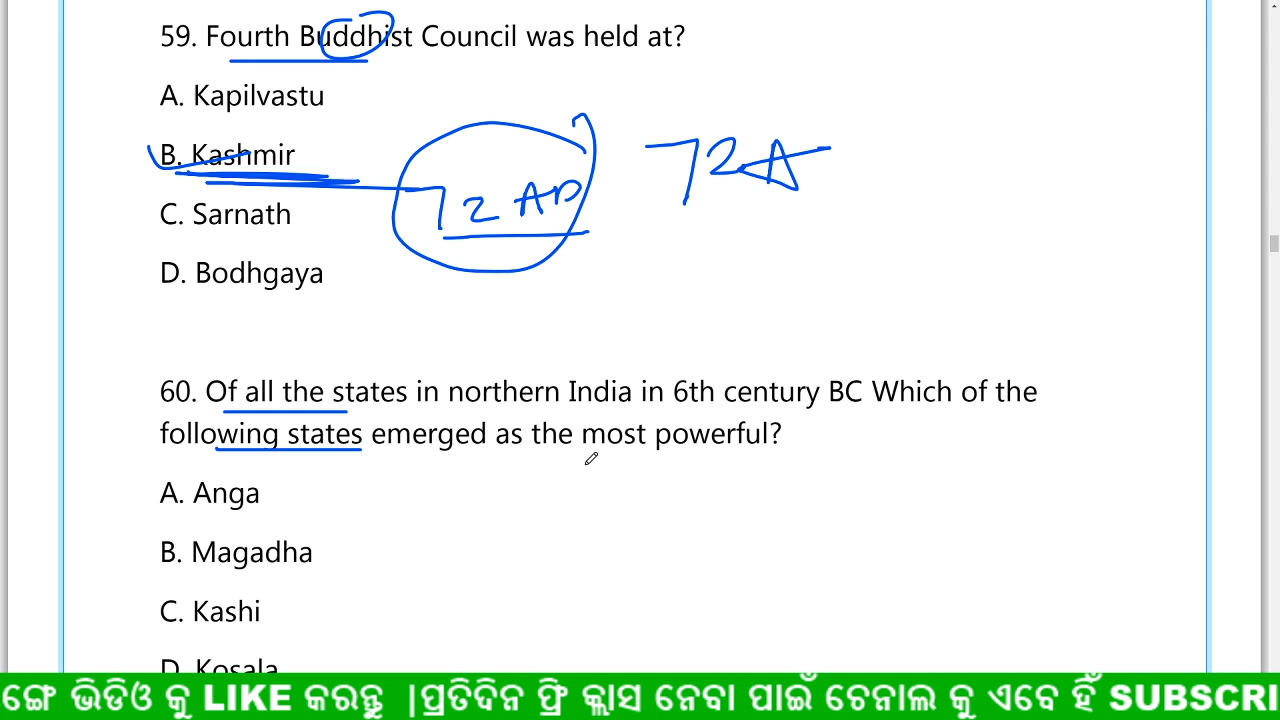 59. Fourth Buddhist Council was held at?
A. Kapilvastu
B. Kashmir
72 AD
72 A
C. Sarnath
D. Bodhgaya
60. Of all the states in northern India in 6th century BC Which of the
following states emerged as the most powerful?
A. Anga
B. Magadha
C. Kashi
D. Kosala
ଙ୍ଗେ ଭିଡିଓ କୁ LIKE କରନ୍ତୁ |ପ୍ରତିଦିନ ଫ୍ରି କ୍ଲାସ ନେବା ପାଇଁ ଚେନାଲ କୁ ଏବେ ହିଁ SUBSCRI